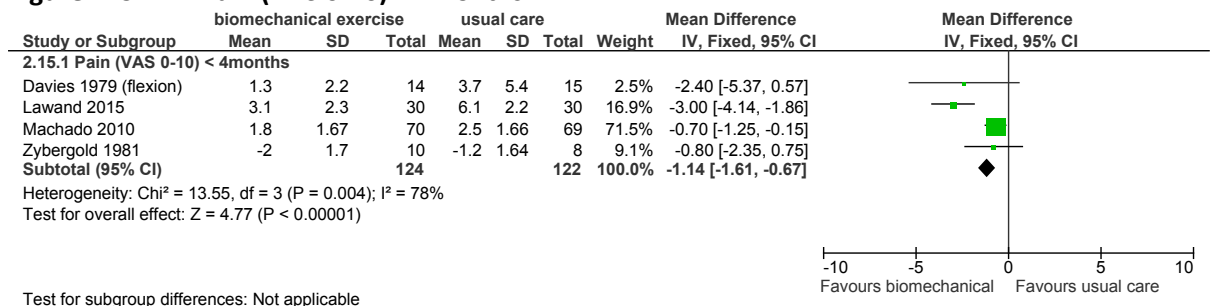 biomechanical exercise usual care Mean Difference Mean Difference
Study or Subgroup Mean SD Total Mean SD Total Weight IV, Fixed, 95% CI IV, Fixed, 95% CI
2.15.1 Pain (VAS 0-10) < 4months
Davies 1979 (flexion) 1.3 2.2 14 3.7 5.4 15 2.5% -2.40 [-5.37, 0.57]
Lawand 2015 3.1 2.3 30 6.1 2.2 30 16.9% -3.00 [-4.14, -1.86]
Machado 2010 1.8 1.67 70 2.5 1.66 69 71.5% -0.70 [-1.25, -0.15]
Zybergold 1981 -2 1.7 10 -1.2 1.64 8 9.1% -0.80 [-2.35, 0.75]
Subtotal (95% CI) 124 122 100.0% -1.14 [-1.61, -0.67]
Heterogeneity: Chi² = 13.55, df = 3 (P = 0.004); I² = 78%
Test for overall effect: Z = 4.77 (P < 0.00001)
-10 -5 0 5 10
Favours biomechanical Favours usual care
Test for subgroup differences: Not applicable